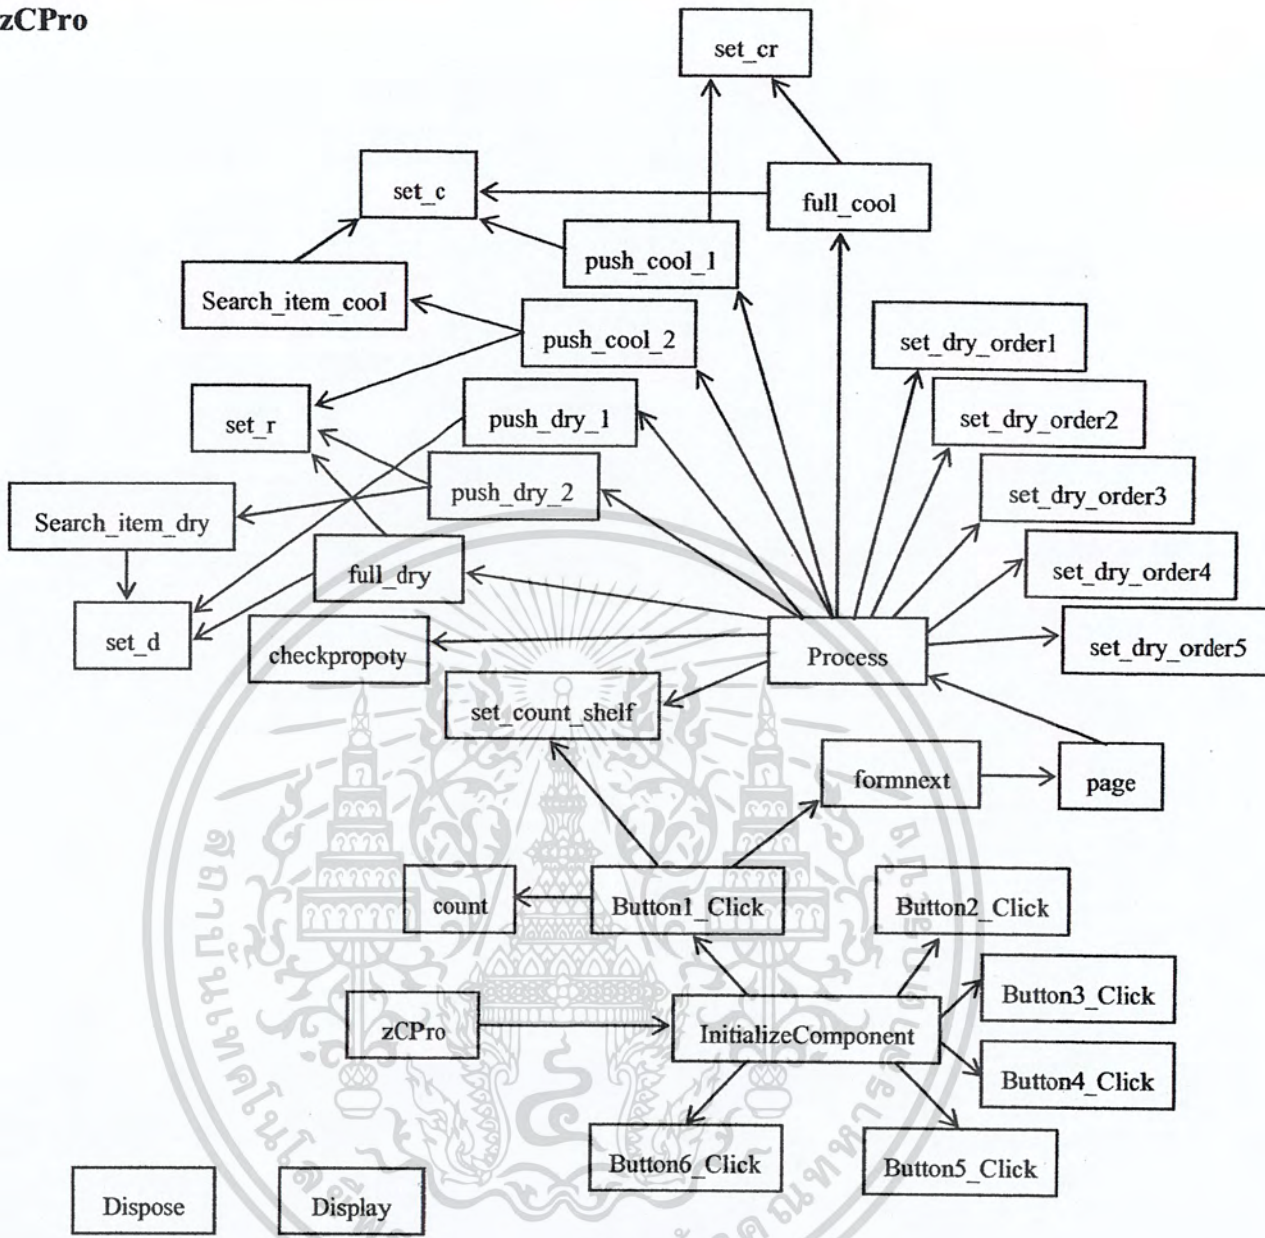 zCPro
set_cr
set_c
full_cool
push_cool_1
Search_item_cool
push_cool_2
set_dry_order1
set_r
push_dry_1
set_dry_order2
push_dry_2
set_dry_order3
Search_item_dry
full_dry
set_dry_order4
set_d
checkpropoty
Process
set_dry_order5
set_count_shelf
formnext
page
count
Button1_Click
Button2_Click
zCPro
InitializeComponent
Button3_Click
Button4_Click
Button6_Click
Button5_Click
Dispose
Display